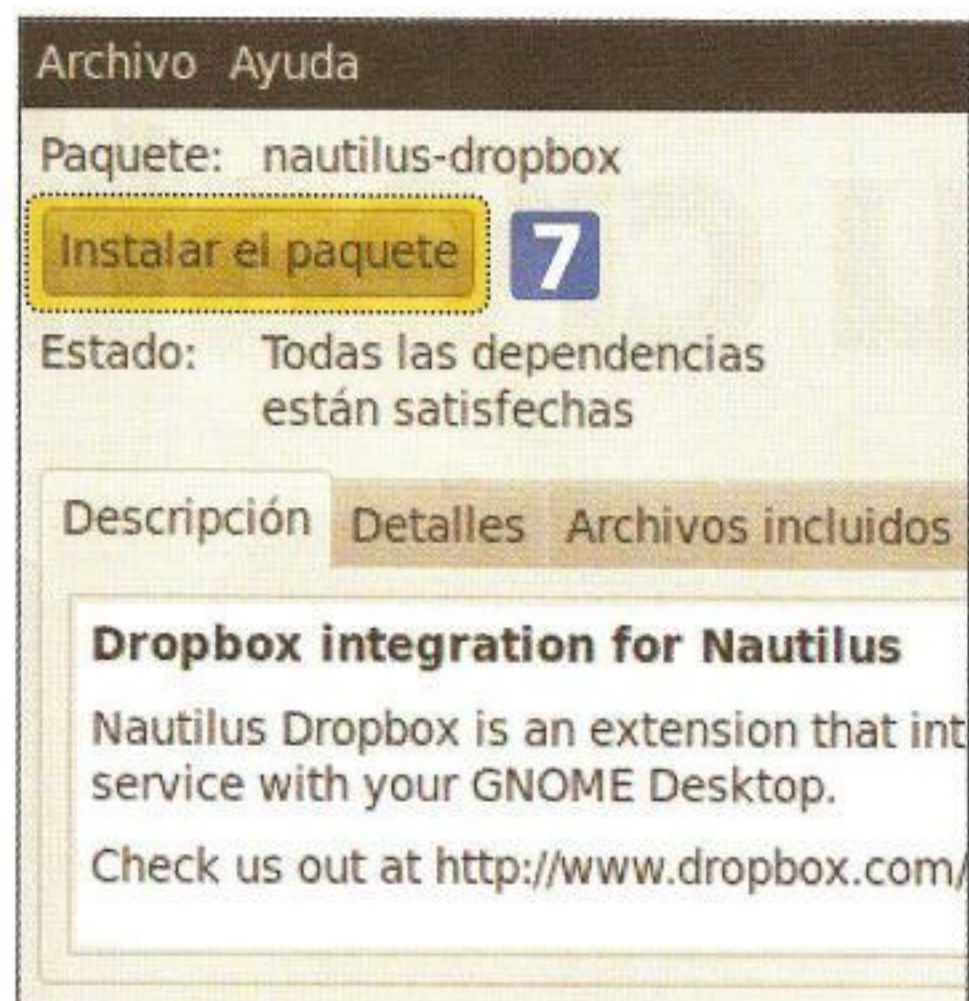 Archivo Ayuda
Paquete: nautilus-dropbox
Instalar el paquete 7
Estado: Todas las dependencias
están satisfechas
Descripción Detalles Archivos incluidos
Dropbox integration for Nautilus
Nautilus Dropbox is an extension that int
service with your GNOME Desktop.
Check us out at http://www.dropbox.com/